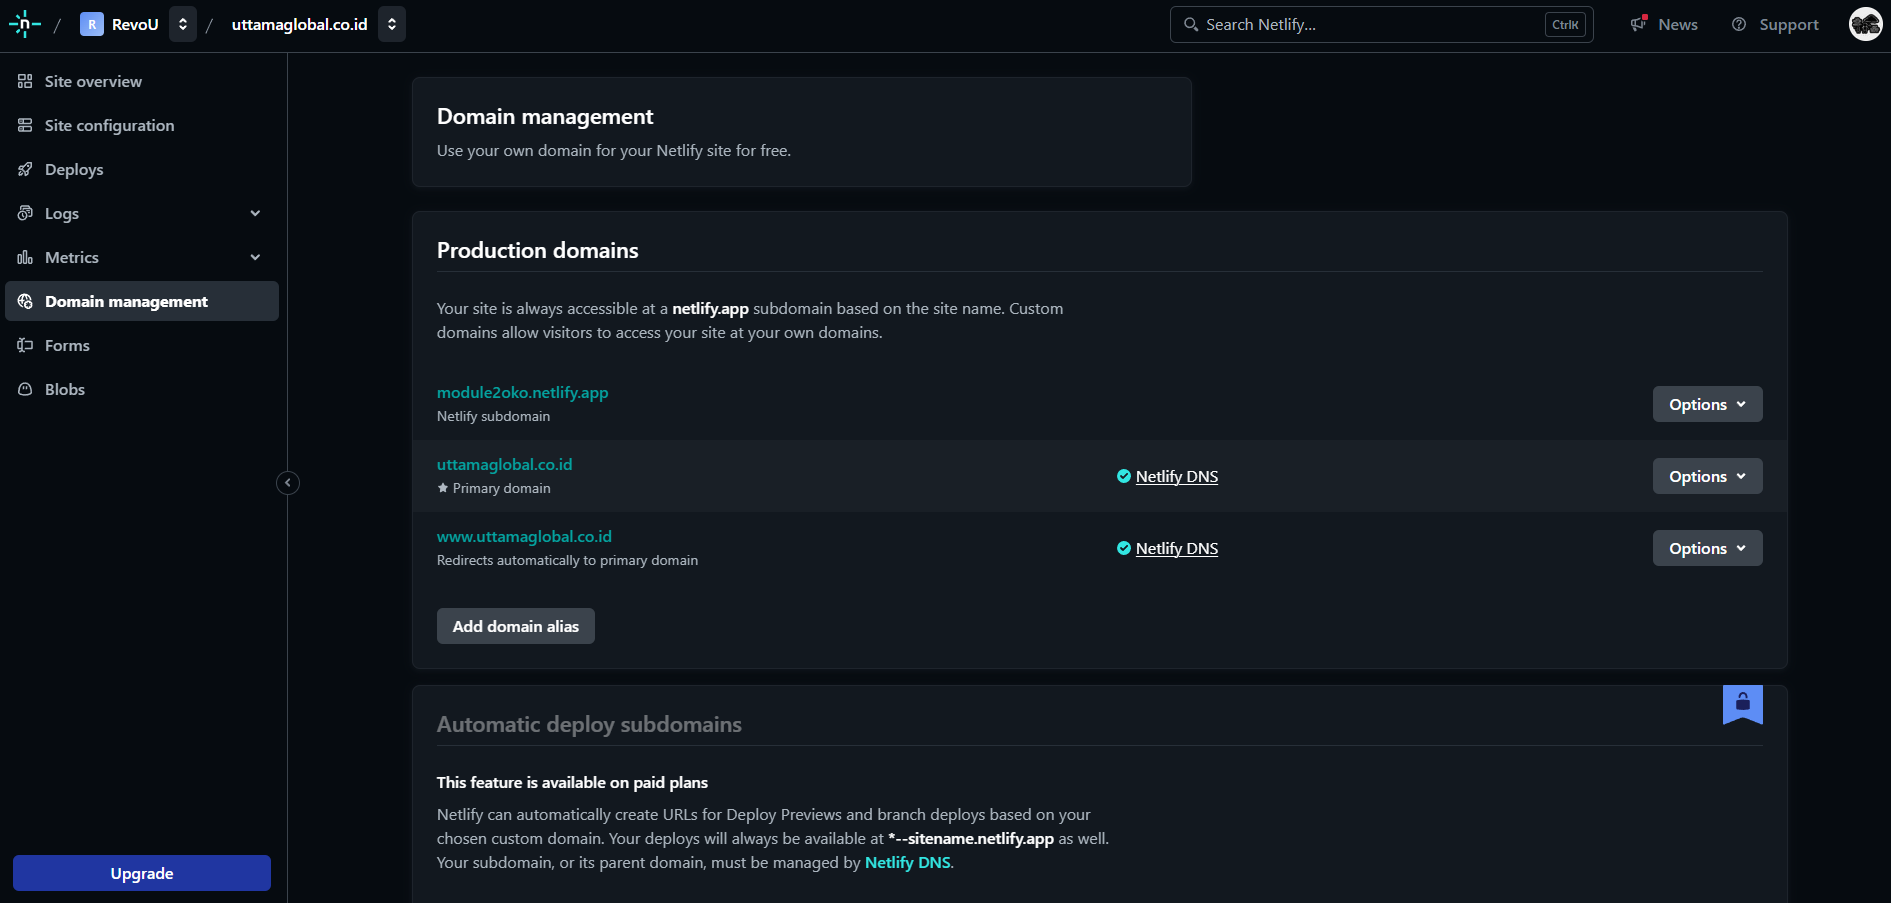 / R RevoU / uttamaglobal.co.id
Search Netlify... CtrlK
News
Support
Site overview
Site configuration
Deploys
Logs
Metrics
Domain management
Forms
Blobs
Upgrade
Domain management
Use your own domain for your Netlify site for free.
Production domains
Your site is always accessible at a netlify.app subdomain based on the site name. Custom
domains allow visitors to access your site at your own domains.
module2oko.netlify.app
Netlify subdomain
Options
uttamaglobal.co.id
Primary domain
Netlify DNS
Options
www.uttamaglobal.co.id
Redirects automatically to primary domain
Netlify DNS
Options
Add domain alias
Automatic deploy subdomains
This feature is available on paid plans
Netlify can automatically create URLs for Deploy Previews and branch deploys based on your
chosen custom domain. Your deploys will always be available at *--sitename.netlify.app as well.
Your subdomain, or its parent domain, must be managed by Netlify DNS.